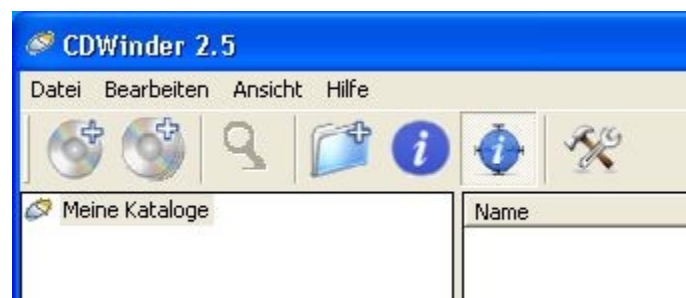 CDWinder 2.5
Datei Bearbeiten Ansicht Hilfe
Meine Kataloge
Name